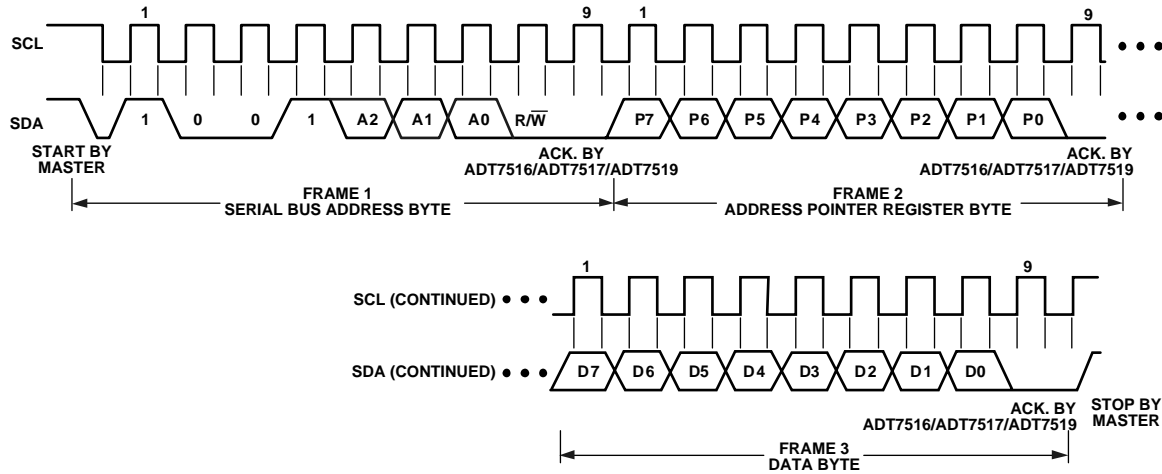 1 9 1 9
SCL
SDA
1 0 0 1 A2 A1 A0 R/W̅ P7 P6 P5 P4 P3 P2 P1 P0
START BY
MASTER
ACK. BY
ADT7516/ADT7517/ADT7519
ACK. BY
ADT7516/ADT7517/ADT7519
FRAME 1
SERIAL BUS ADDRESS BYTE
FRAME 2
ADDRESS POINTER REGISTER BYTE
1 9
SCL (CONTINUED)
SDA (CONTINUED)
D7 D6 D5 D4 D3 D2 D1 D0
ACK. BY
ADT7516/ADT7517/ADT7519
STOP BY
MASTER
FRAME 3
DATA BYTE